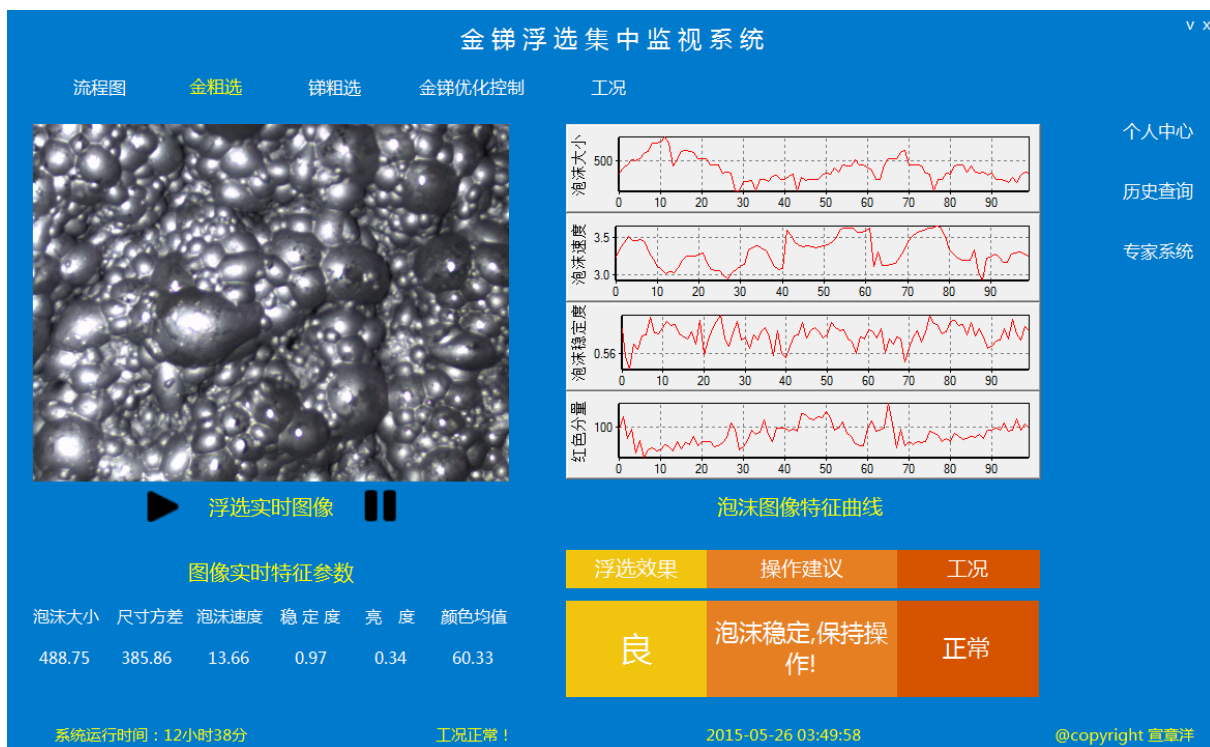 金锑浮选集中监视系统
v x
流程图 金粗选 锑粗选 金锑优化控制 工况
个人中心
历史查询
专家系统
泡沫大小
500
0 10 20 30 40 50 60 70 80 90
泡沫速度
3.5
3.0
0 10 20 30 40 50 60 70 80 90
泡沫稳定度
0.56
0 10 20 30 40 50 60 70 80 90
红色分量
100
0 10 20 30 40 50 60 70 80 90
浮选实时图像
泡沫图像特征曲线
图像实时特征参数
泡沫大小 尺寸方差 泡沫速度 稳定度 亮 度 颜色均值
488.75 385.86 13.66 0.97 0.34 60.33
浮选效果 操作建议 工况
良
泡沫稳定,保持操
作!
正常
系统运行时间：12小时38分 工况正常！ 2015-05-26 03:49:58 @copyright 宣章洋